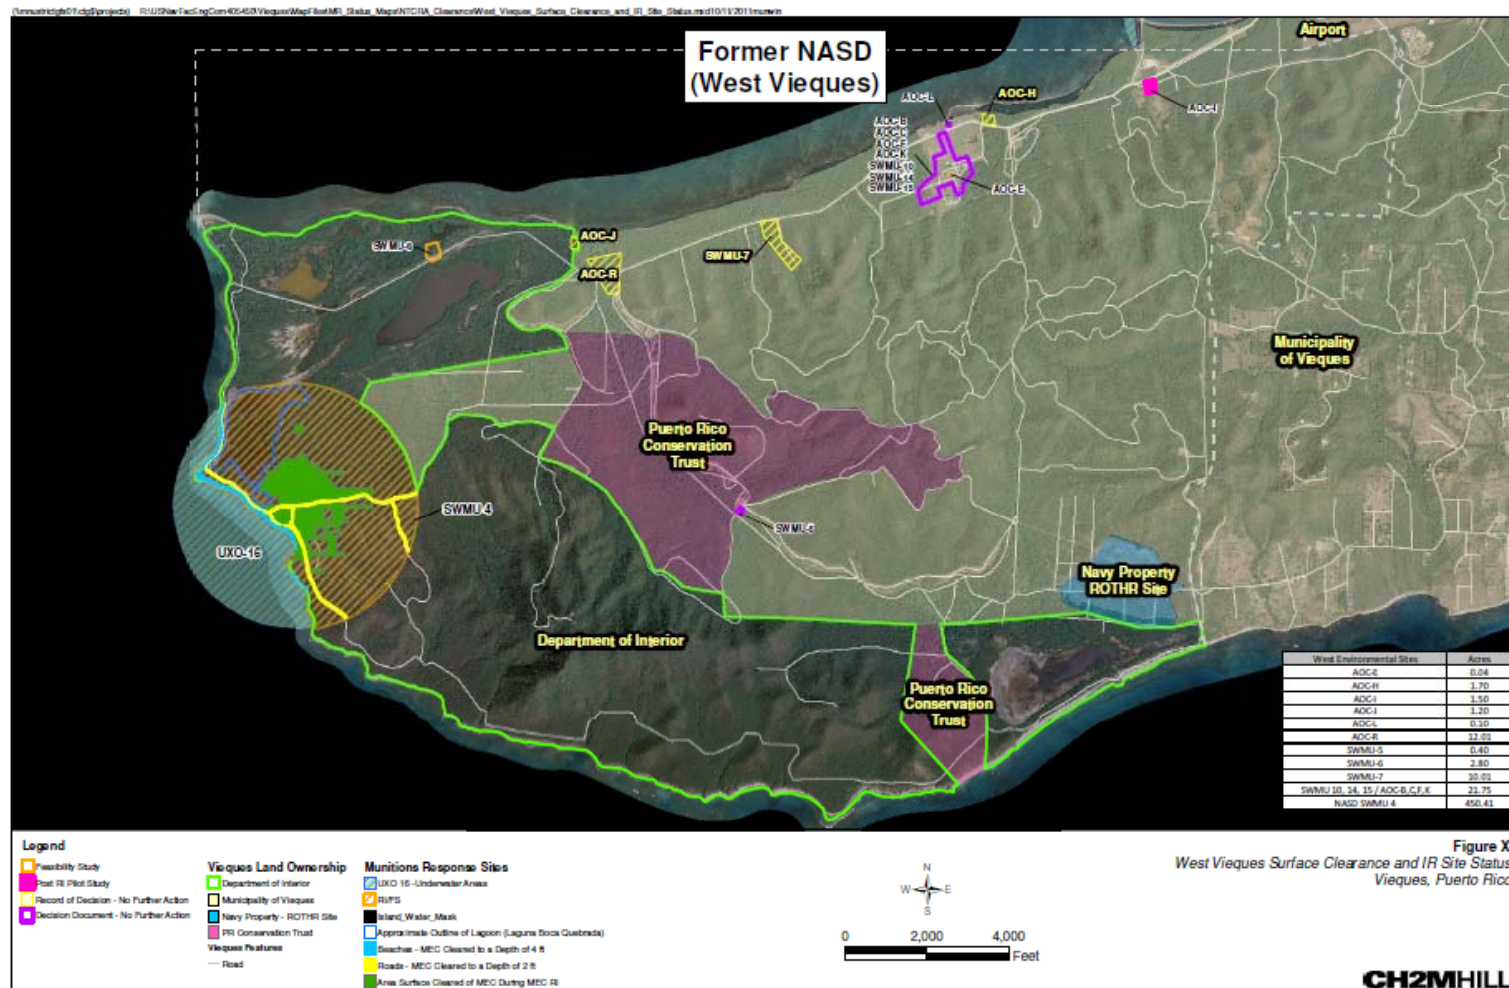 Former NASD
(West Vieques)
Airport
AOC-L
AOC-H
AOC-I
AOC-B
AOC-C
AOC-F
AOC-K
SWMU-10
SWMU-14
SWMU-15
AOC-E
SWMU-6
AOC-J
AOC-R
SWMU-7
Municipality
of Vieques
Puerto Rico
Conservation
Trust
SWMU-4
UXO-16
SWMU-5
Navy Property
ROTHR Site
Department of Interior
Puerto Rico
Conservation
Trust
West Environmental Sites Acres
AOC-E 0.04
AOC-H 1.70
AOC-I 1.50
AOC-J 1.20
AOC-L 0.10
AOC-R 12.01
SWMU-5 0.40
SWMU-6 2.80
SWMU-7 10.01
SWMU 10, 14, 15 / AOC-B,C,F,K 21.75
NASD SWMU 4 450.41
Legend
Feasibility Study
Post RI Pilot Study
Record of Decision - No Further Action
Decision Document - No Further Action
Vieques Land Ownership
Department of Interior
Municipality of Vieques
Navy Property - ROTHR Site
PR Conservation Trust
Vieques Features
Road
Munitions Response Sites
UXO 16 - Underwater Areas
RI/FS
Island_Water_Mask
Approximate Outline of Lagoon (Laguna Boca Quebrada)
Beaches - MEC Cleared to a Depth of 4 ft
Roads - MEC Cleared to a Depth of 2 ft
Area Surface Cleared of MEC During MEC RI
N
W E
S
0 2,000 4,000
Feet
Figure X
West Vieques Surface Clearance and IR Site Status
Vieques, Puerto Rico
CH2MHILL